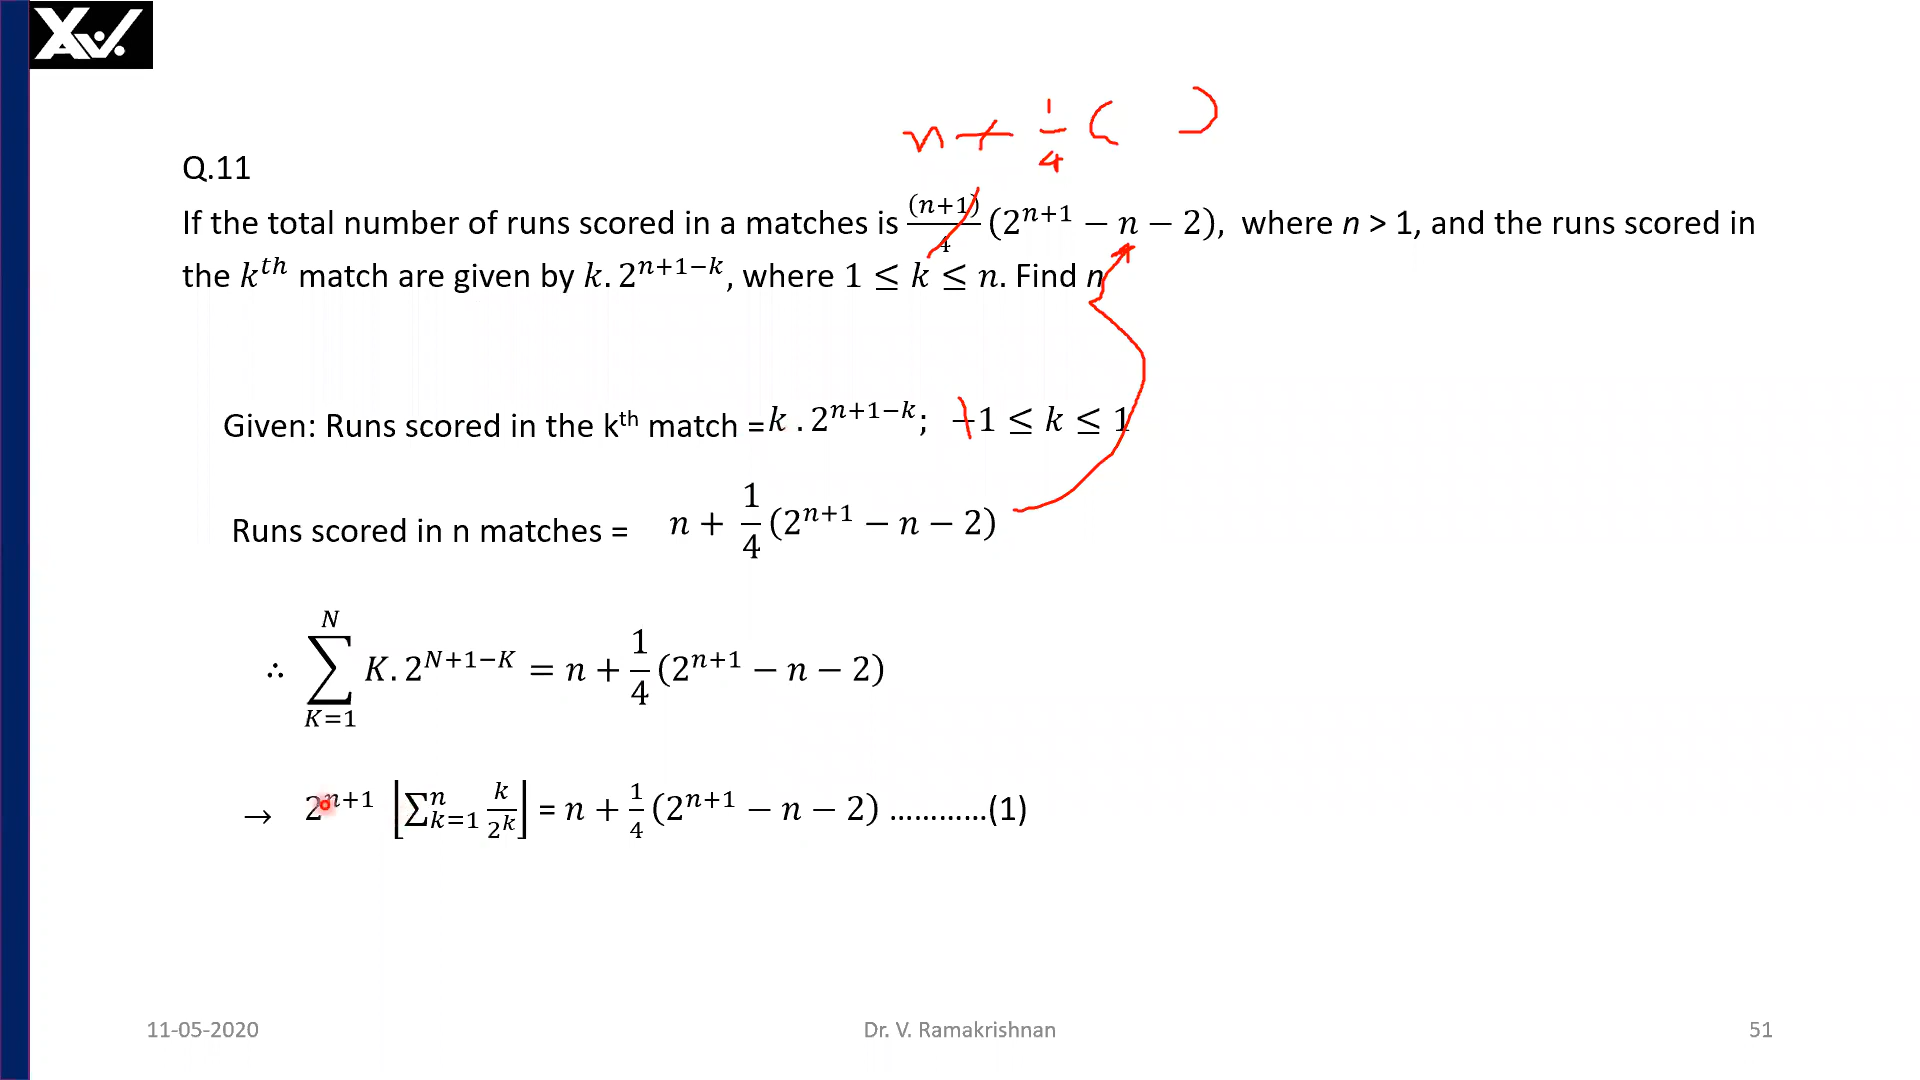 XV.
n + 1/4 ( )
Q.11
If the total number of runs scored in a matches is (n+1)/4 (2^{n+1} − n − 2), where n > 1, and the runs scored in
the k^{th} match are given by k. 2^{n+1−k}, where 1 ≤ k ≤ n. Find n
Given: Runs scored in the k^{th} match = k . 2^{n+1−k}; −1 ≤ k ≤ 1
Runs scored in n matches = n + 1/4 (2^{n+1} − n − 2)
∴ ∑_{K=1}^{N} K. 2^{N+1−K} = n + 1/4 (2^{n+1} − n − 2)
→ 2^{n+1} ⌊∑_{k=1}^{n} k/2^k⌋ = n + 1/4 (2^{n+1} − n − 2) …………(1)
11-05-2020
Dr. V. Ramakrishnan
51